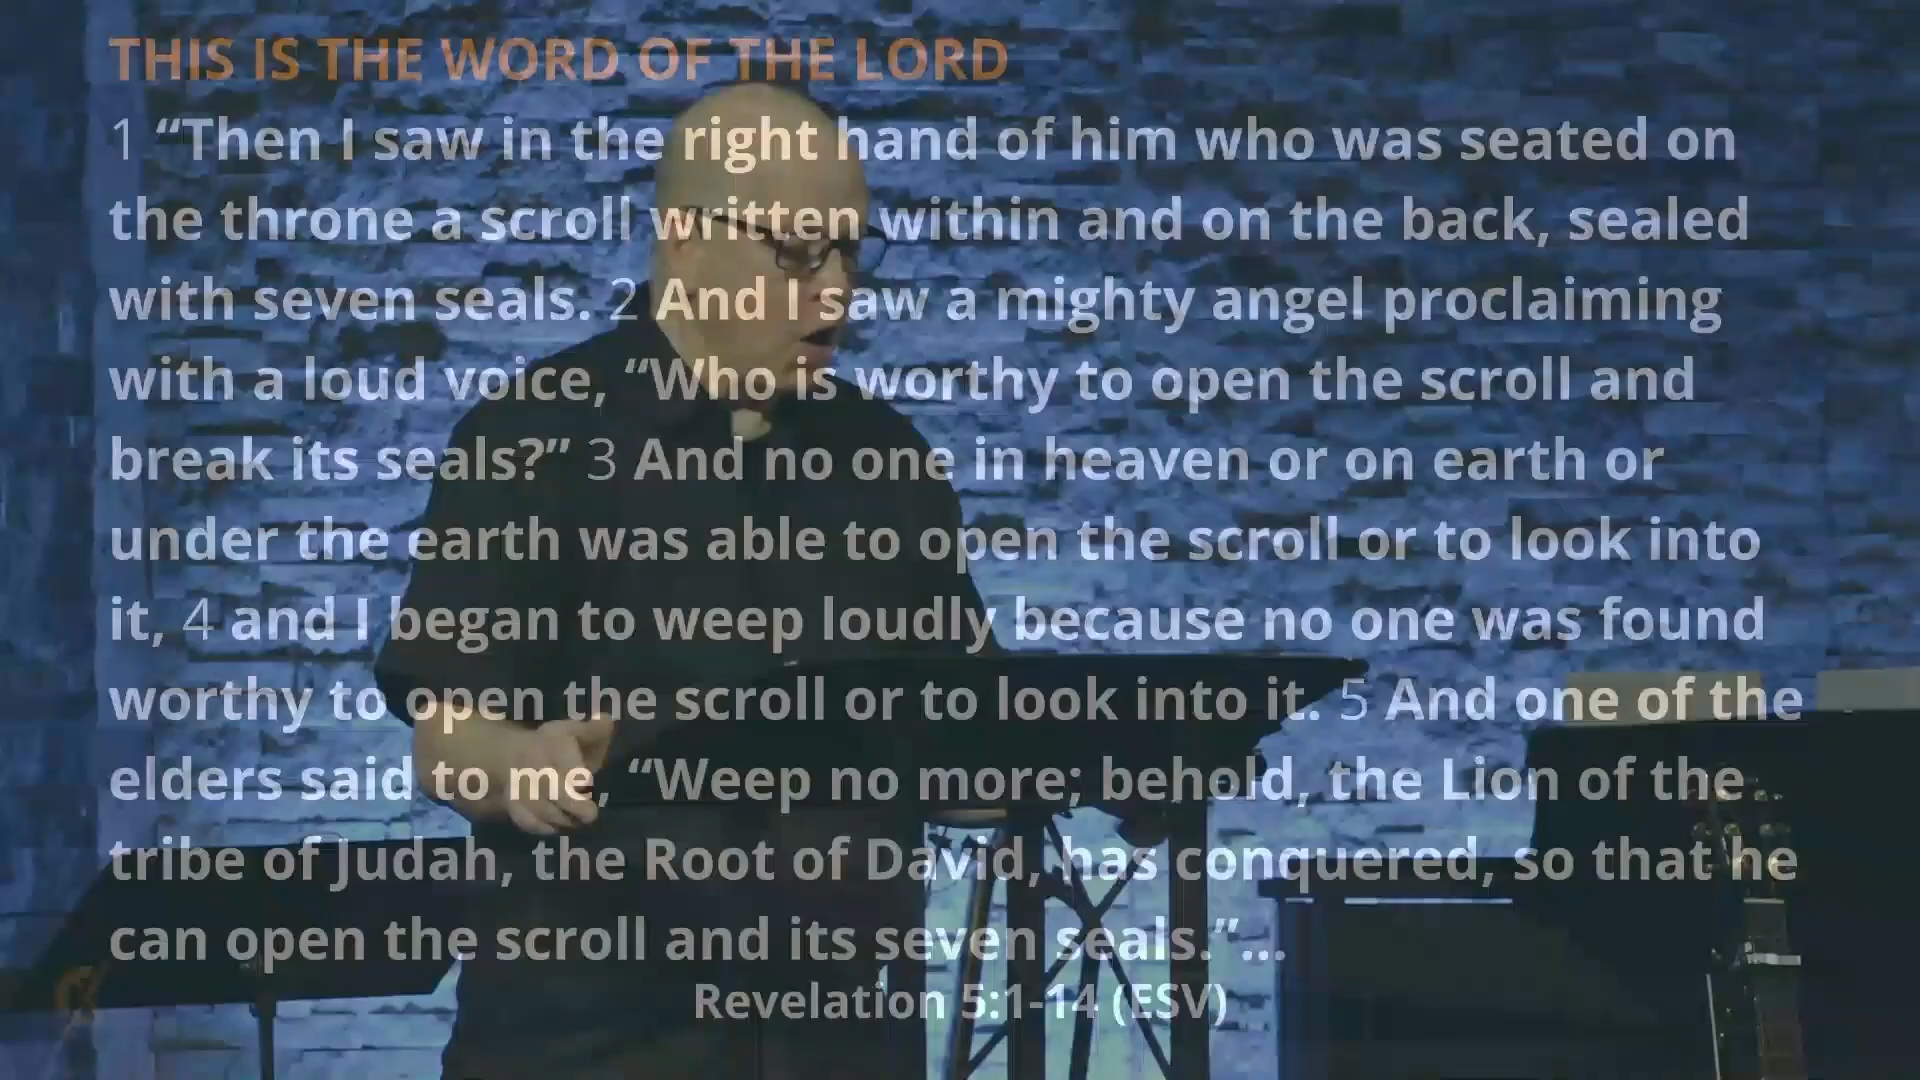 THIS IS THE WORD OF THE LORD
1 “Then I saw in the right hand of him who was seated on
the throne a scroll written within and on the back, sealed
with seven seals. 2 And I saw a mighty angel proclaiming
with a loud voice, “Who is worthy to open the scroll and
break its seals?” 3 And no one in heaven or on earth or
under the earth was able to open the scroll or to look into
it, 4 and I began to weep loudly because no one was found
worthy to open the scroll or to look into it. 5 And one of the
elders said to me, “Weep no more; behold, the Lion of the
tribe of Judah, the Root of David, has conquered, so that he
can open the scroll and its seven seals.”...
Revelation 5:1-14 (ESV)